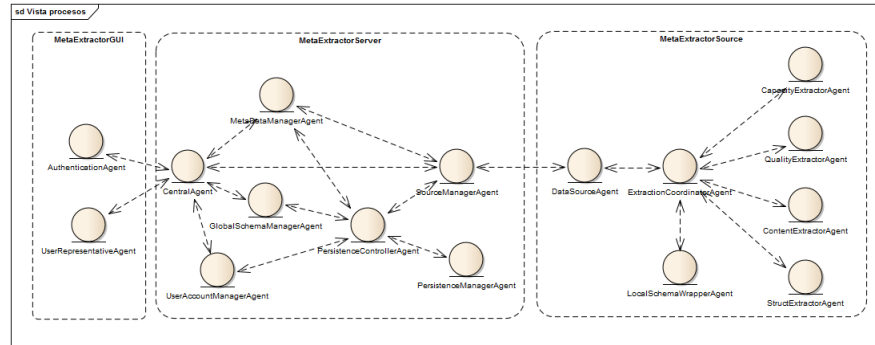 sd Vista procesos
MetaExtractorGUI
MetaExtractorServer
MetaExtractorSource
MetaDataManagerAgent
CapacityExtractorAgent
AuthenticationAgent
QualityExtractorAgent
CentralAgent
SourceManagerAgent
DataSourceAgent
ExtractionCoordinatorAgent
GlobalSchemaManagerAgent
ContentExtractorAgent
UserRepresentativeAgent
PersistenceControllerAgent
UserAccountManagerAgent
PersistenceManagerAgent
LocalSchemaWrapperAgent
StructExtractorAgent